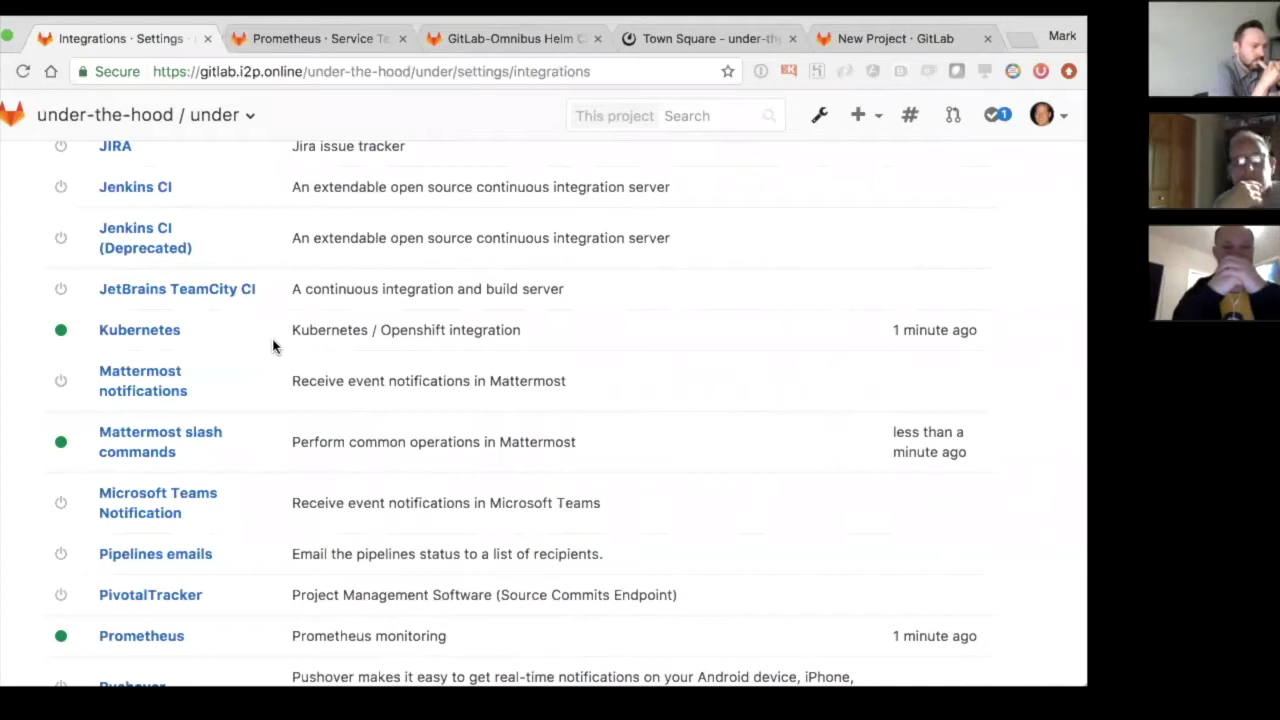 Integrations · Settings
Prometheus · Service Te
GitLab-Omnibus Helm C
Town Square - under-th
New Project · GitLab
Mark
Secure https://gitlab.i2p.online/under-the-hood/under/settings/integrations
under-the-hood / under
This project Search
1
JIRA Jira issue tracker
Jenkins CI An extendable open source continuous integration server
Jenkins CI
(Deprecated)
An extendable open source continuous integration server
JetBrains TeamCity CI A continuous integration and build server
Kubernetes Kubernetes / Openshift integration 1 minute ago
Mattermost
notifications
Receive event notifications in Mattermost
Mattermost slash
commands
Perform common operations in Mattermost
less than a
minute ago
Microsoft Teams
Notification
Receive event notifications in Microsoft Teams
Pipelines emails Email the pipelines status to a list of recipients.
PivotalTracker Project Management Software (Source Commits Endpoint)
Prometheus Prometheus monitoring 1 minute ago
Pushover Pushover makes it easy to get real-time notifications on your Android device, iPhone,